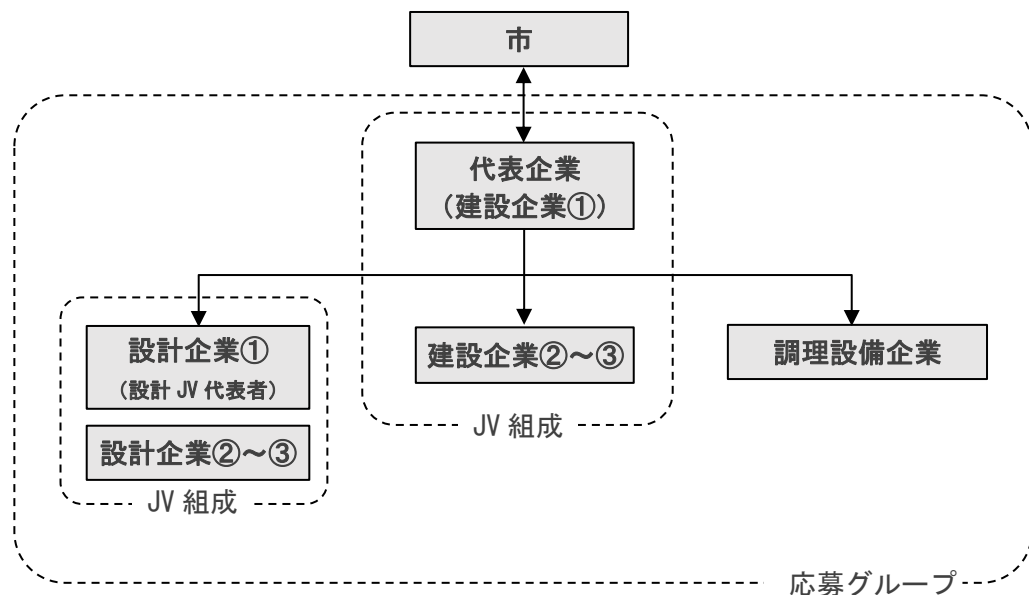 市
代表企業
（建設企業①）
設計企業①
（設計 JV 代表者）
設計企業②～③
JV 組成
建設企業②～③
JV 組成
調理設備企業
応募グループ